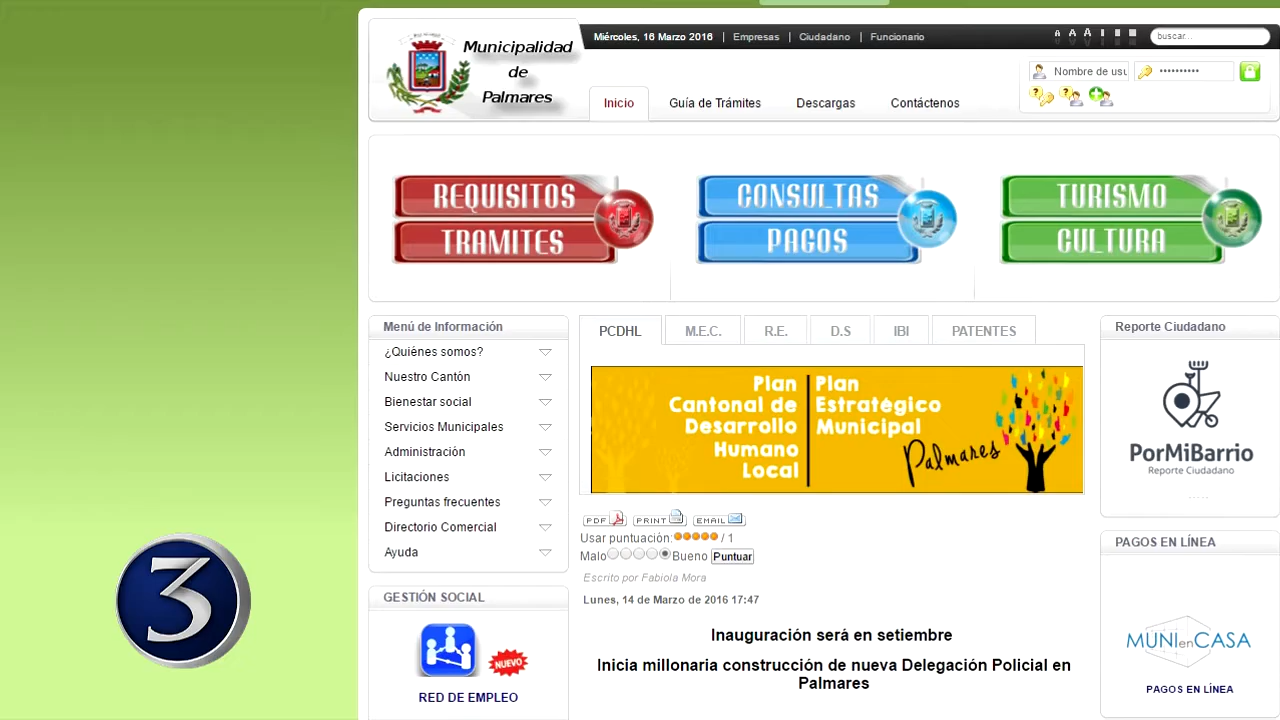 Municipalidad
de
Palmares
Miércoles, 16 Marzo 2016 | Empresas | Ciudadano | Funcionario
A A A
buscar...
Nombre de usu
••••••••••
Inicio
Guía de Trámites
Descargas
Contáctenos
REQUISITOS
TRAMITES
CONSULTAS
PAGOS
TURISMO
CULTURA
Menú de Información
¿Quiénes somos?
Nuestro Cantón
Bienestar social
Servicios Municipales
Administración
Licitaciones
Preguntas frecuentes
Directorio Comercial
Ayuda
GESTIÓN SOCIAL
NUEVO
RED DE EMPLEO
3
PCDHL
M.E.C.
R.E.
D.S
IBI
PATENTES
Plan
Cantonal de
Desarrollo
Humano
Local
Plan
Estratégico
Municipal
Palmares
PDF
PRINT
EMAIL
Usar puntuación: / 1
Malo Bueno Puntuar
Escrito por Fabiola Mora
Lunes, 14 de Marzo de 2016 17:47
Inauguración será en setiembre
Inicia millonaria construcción de nueva Delegación Policial en
Palmares
Reporte Ciudadano
PorMiBarrio
Reporte Ciudadano
PAGOS EN LÍNEA
MUNIenCASA
PAGOS EN LÍNEA